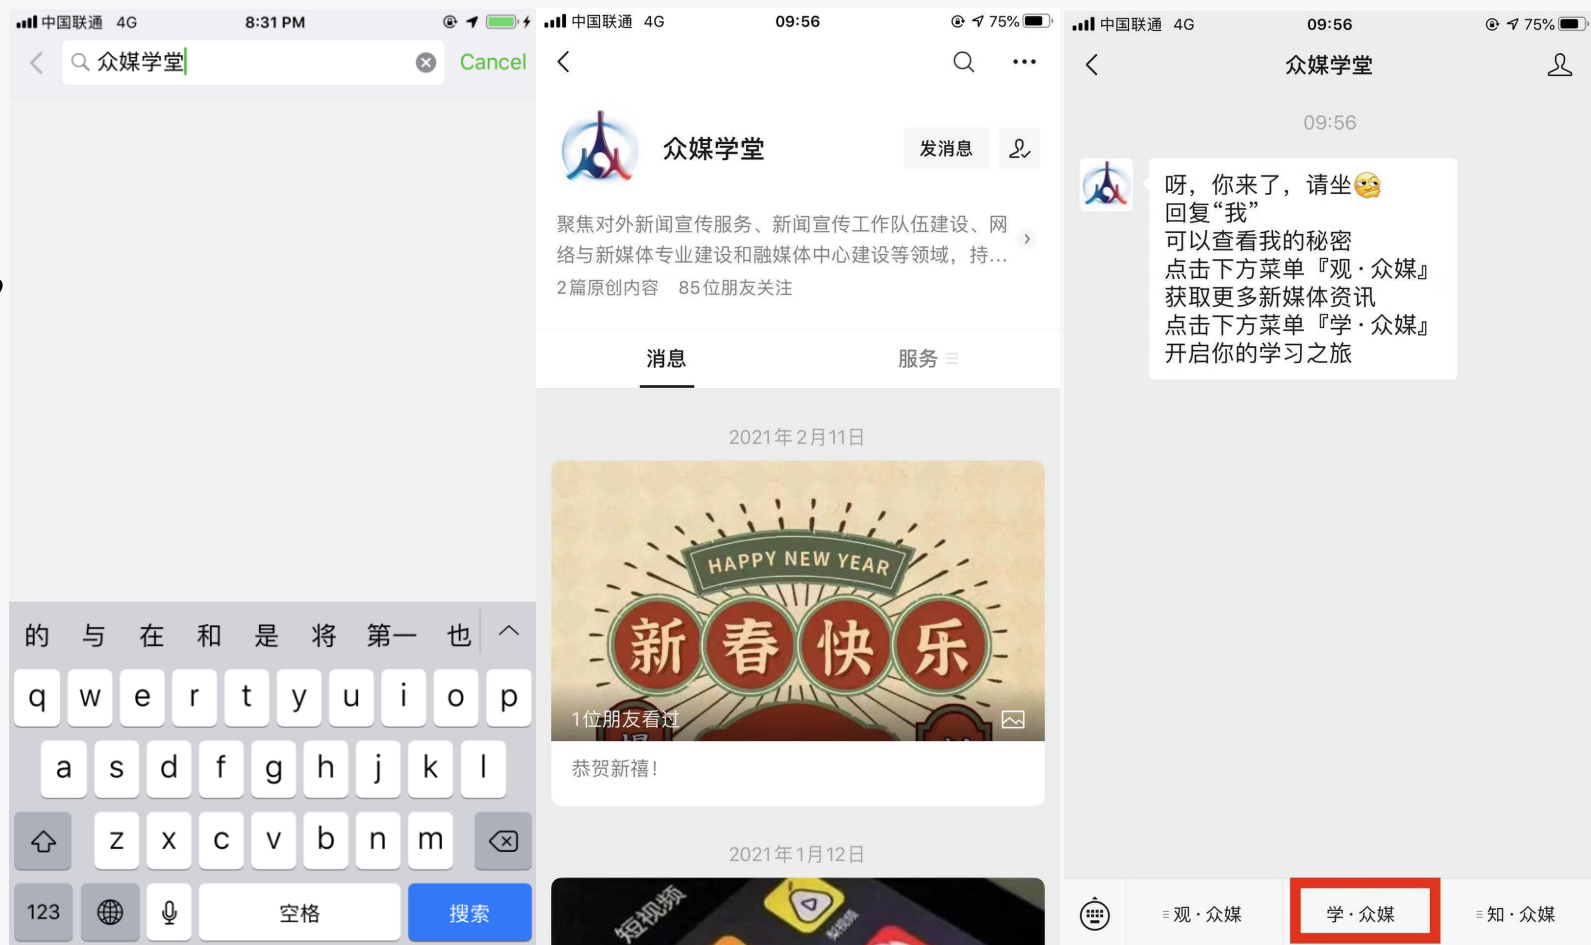 中国联通 4G 8:31 PM
众媒学堂 Cancel
的 与 在 和 是 将 第一 也
q w e r t y u i o p
a s d f g h j k l
z x c v b n m
123 空格 搜索
中国联通 4G 09:56 75%
众媒学堂 发消息
聚焦对外新闻宣传服务、新闻宣传工作队伍建设、网
络与新媒体专业建设和融媒体中心建设等领域，持...
2篇原创内容 85位朋友关注
消息 服务
2021年2月11日
HAPPY NEW YEAR
新春快乐
1位朋友看过
恭贺新禧！
2021年1月12日
短视频
梨视频
中国联通 4G 09:56 75%
众媒学堂
09:56
呀，你来了，请坐
回复“我”
可以查看我的秘密
点击下方菜单『观·众媒』
获取更多新媒体资讯
点击下方菜单『学·众媒』
开启你的学习之旅
观·众媒 学·众媒 知·众媒